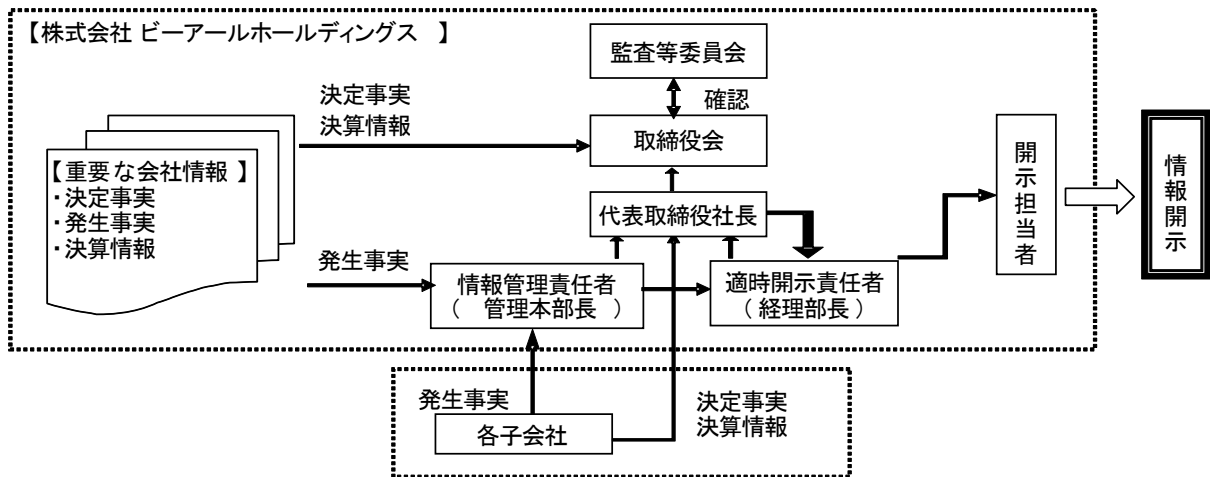 【株式会社 ビーアールホールディングス 】
監査等委員会
確認
決定事実
決算情報
取締役会
【重要な会社情報 】
・決定事実
・発生事実
・決算情報
代表取締役社長
発生事実
情報管理責任者
( 管理本部長 )
適時開示責任者
( 経理部長 )
開示担当者
情報開示
発生事実
各子会社
決定事実
決算情報